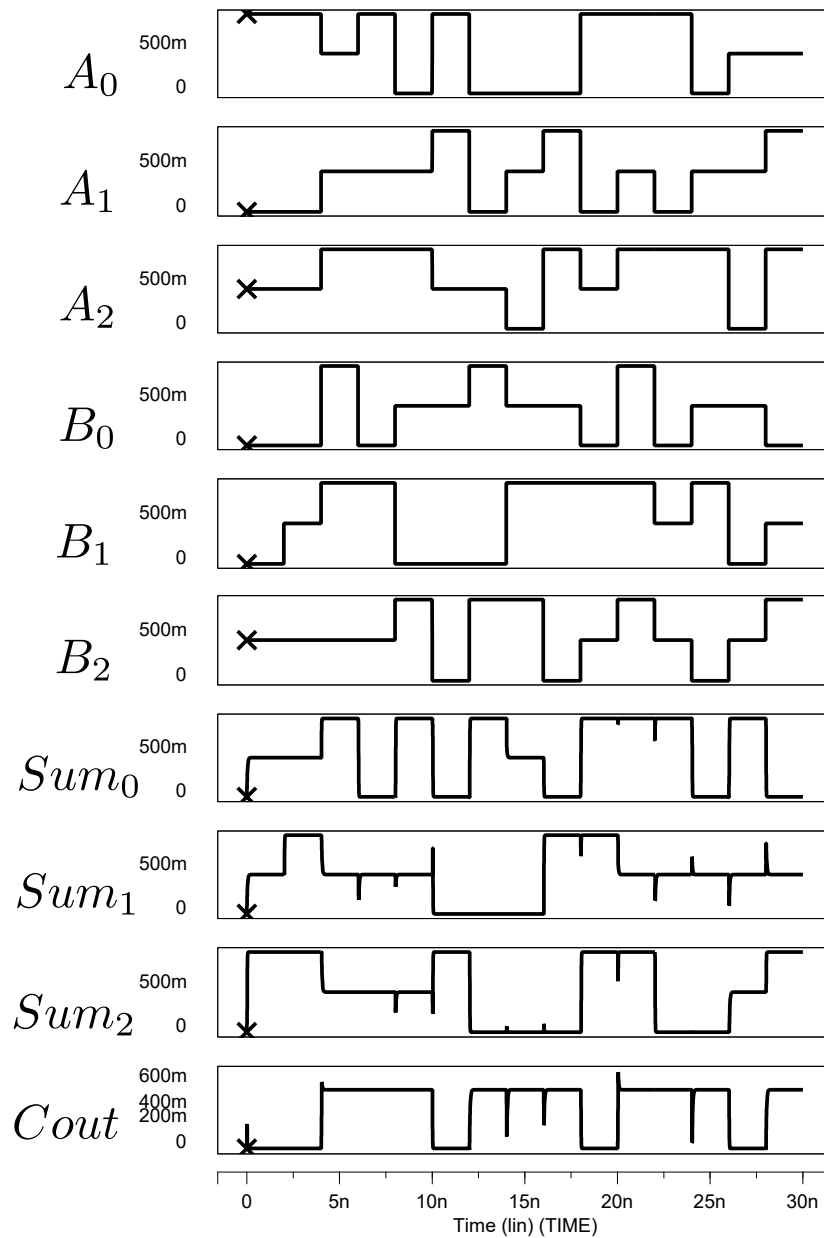 A₀ 500m
0
A₁ 500m
0
A₂ 500m
0
B₀ 500m
0
B₁ 500m
0
B₂ 500m
0
Sum₀ 500m
0
Sum₁ 500m
0
Sum₂ 500m
0
Cout 600m
400m
200m
0
0 5n 10n 15n 20n 25n 30n
Time (lin) (TIME)